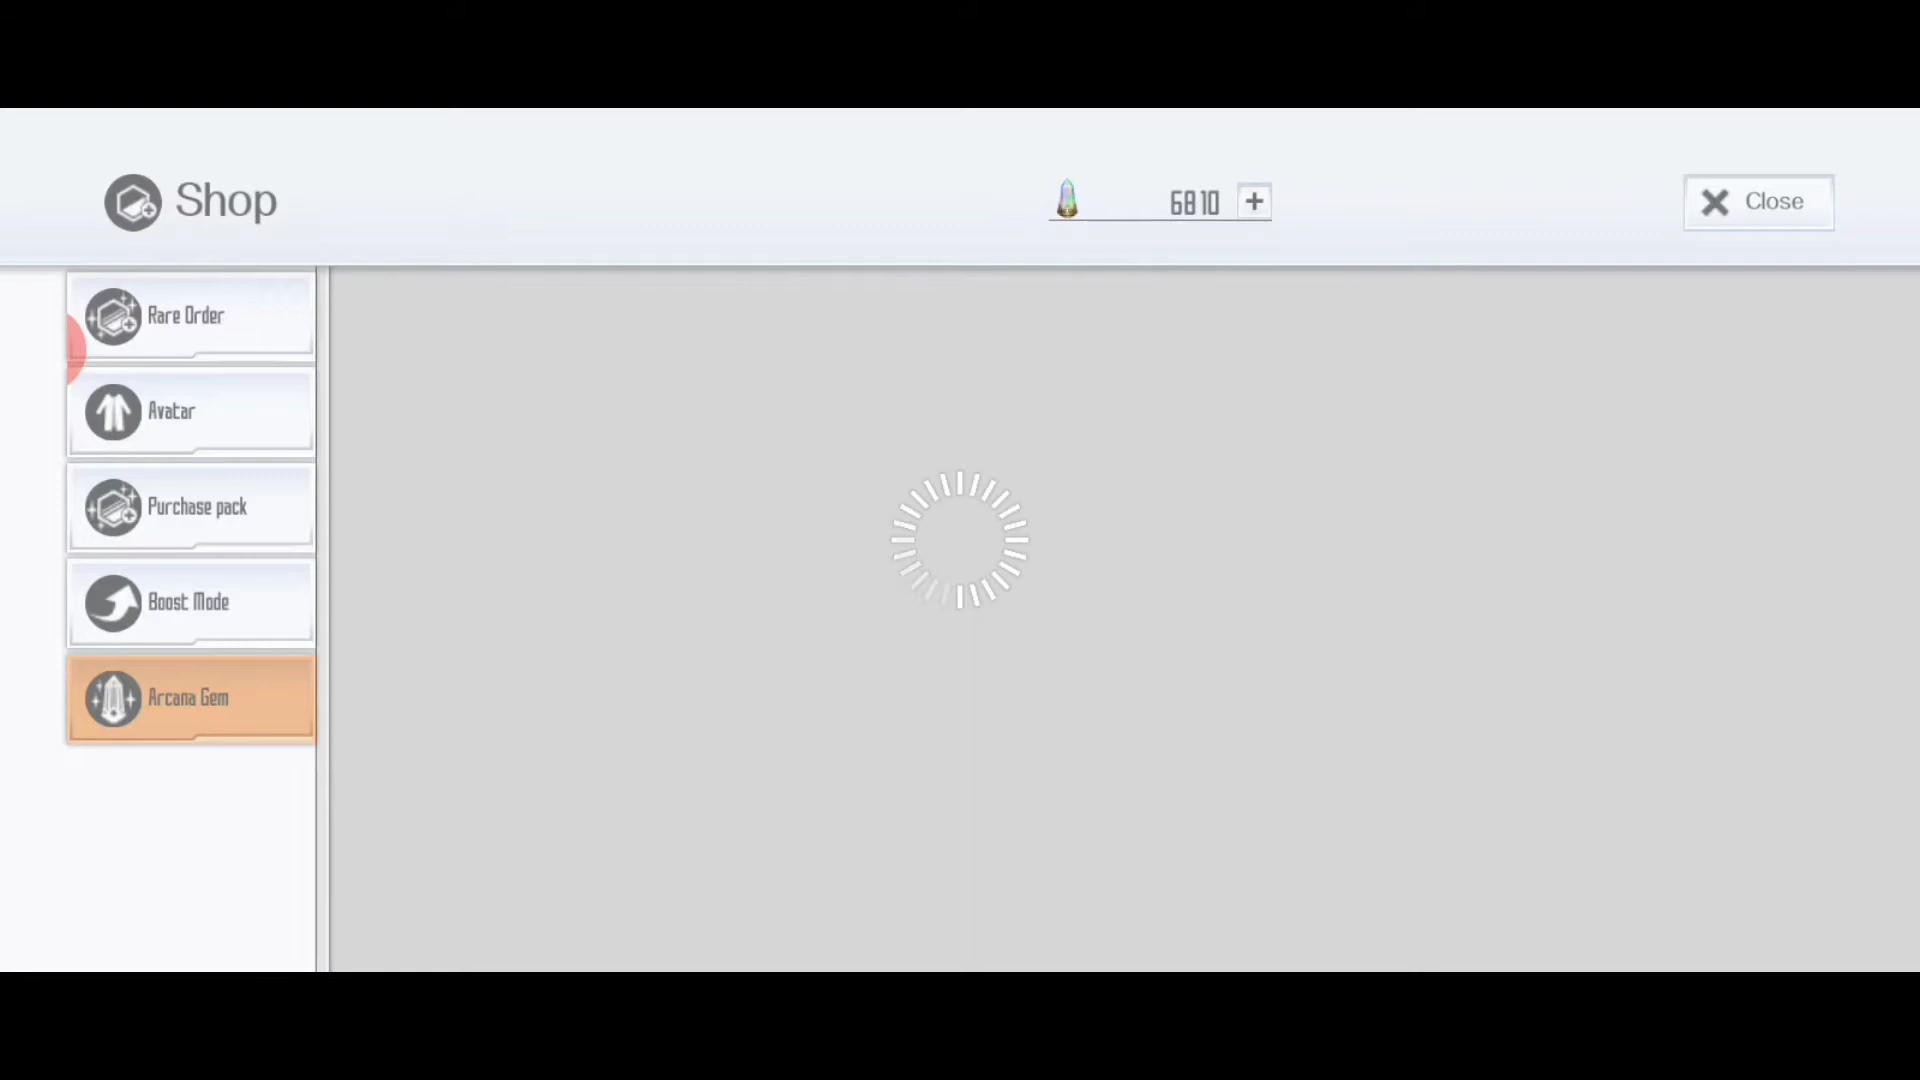 Shop
6810
+
Close
Rare Order
Avatar
Purchase pack
Boost Mode
Arcana Gem